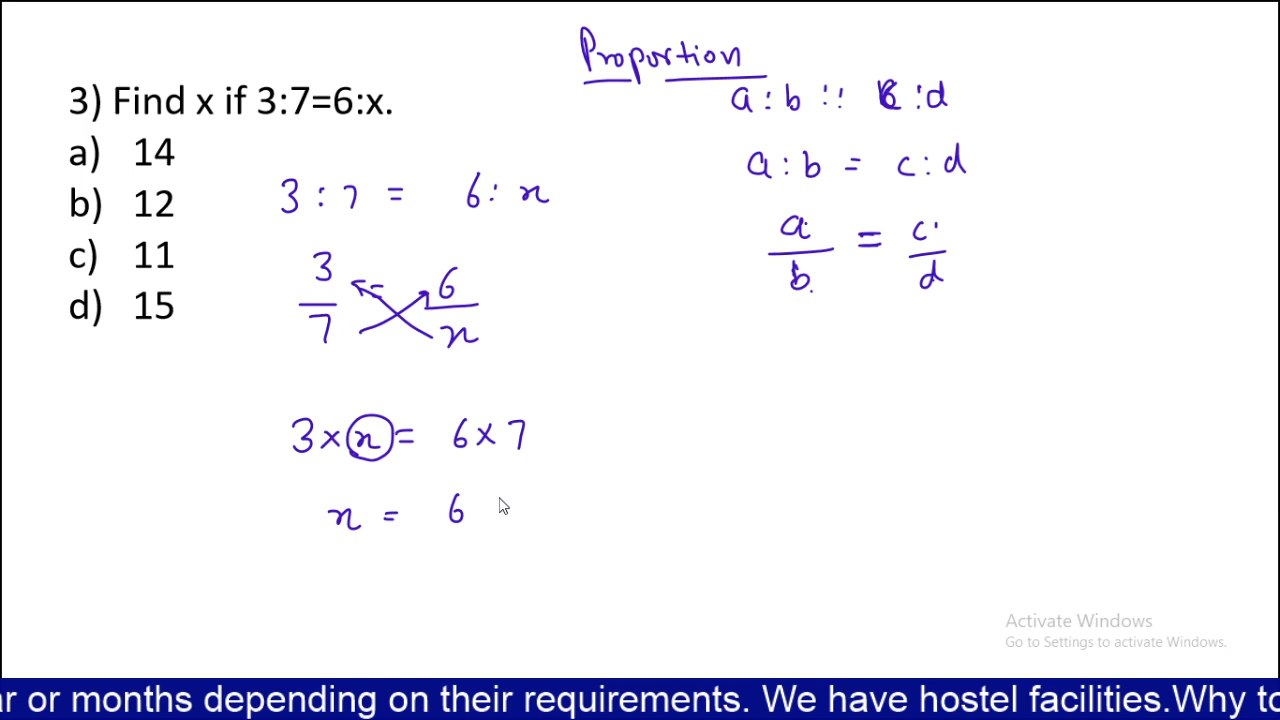 Proportion
3) Find x if 3:7=6:x.
a) 14
b) 12
c) 11
d) 15
a : b :: c : d
a : b = c : d
a/b = c/d
3 : 7 = 6 : x
3/7 = 6/x
3 × x = 6 × 7
x = 6
Activate Windows
Go to Settings to activate Windows.
ar or months depending on their requirements. We have hostel facilities.Why to